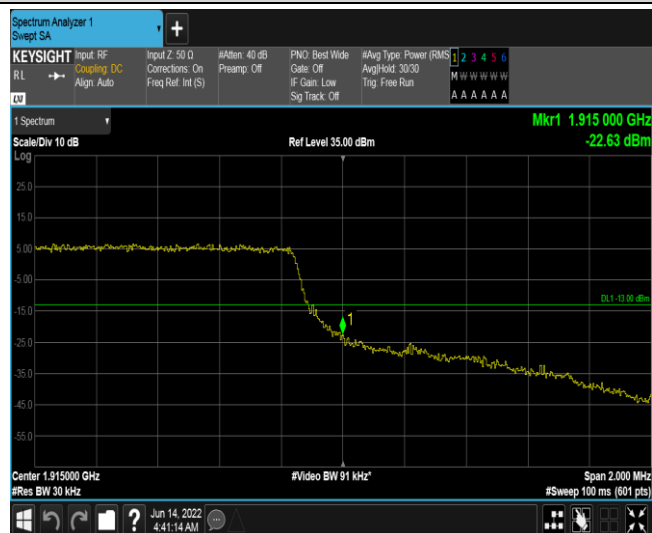 Spectrum Analyzer 1
Swept SA
KEYSIGHT Input: RF Input Z: 50 Ω #Atten: 40 dB PNO: Best Wide #Avg Type: Power (RMS 1 2 3 4 5 6
RL Coupling: DC Corrections: On Preamp: Off Gate: Off Avg|Hold: 30/30 M W W W W W
Align: Auto Freq Ref: Int (S) IF Gain: Low Trig: Free Run
Sig Track: Off A A A A A A
1 Spectrum Mkr1 1.915 000 GHz
Scale/Div 10 dB Ref Level 35.00 dBm -22.63 dBm
Log
25.0
15.0
5.00
-5.00
DL1 -13.00 dBm
-15.0
1
-35.0
-45.0
-55.0
Center 1.915000 GHz #Video BW 91 kHz* Span 2.000 MHz
#Res BW 30 kHz #Sweep 100 ms (601 pts)
? Jun 14, 2022
4:41:14 AM